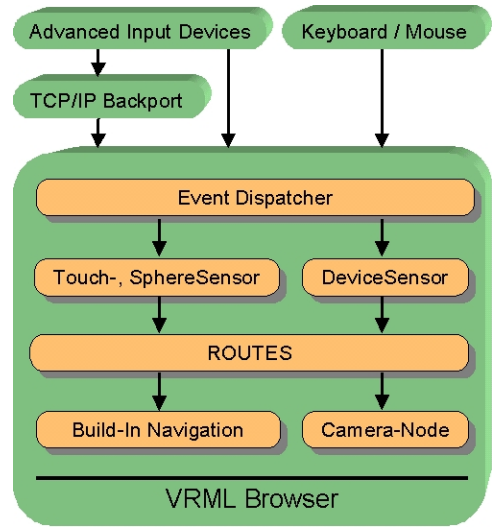 Advanced Input Devices
Keyboard / Mouse
TCP/IP Backport
Event Dispatcher
Touch-, SphereSensor
DeviceSensor
ROUTES
Build-In Navigation
Camera-Node
VRML Browser